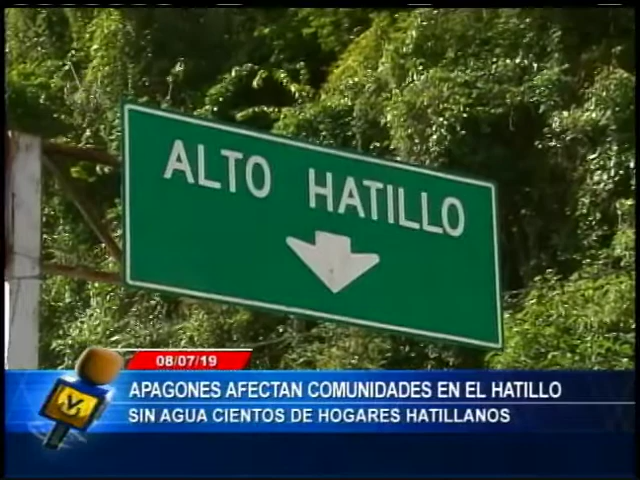 ALTO HATILLO
08/07/19
APAGONES AFECTAN COMUNIDADES EN EL HATILLO
SIN AGUA CIENTOS DE HOGARES HATILLANOS